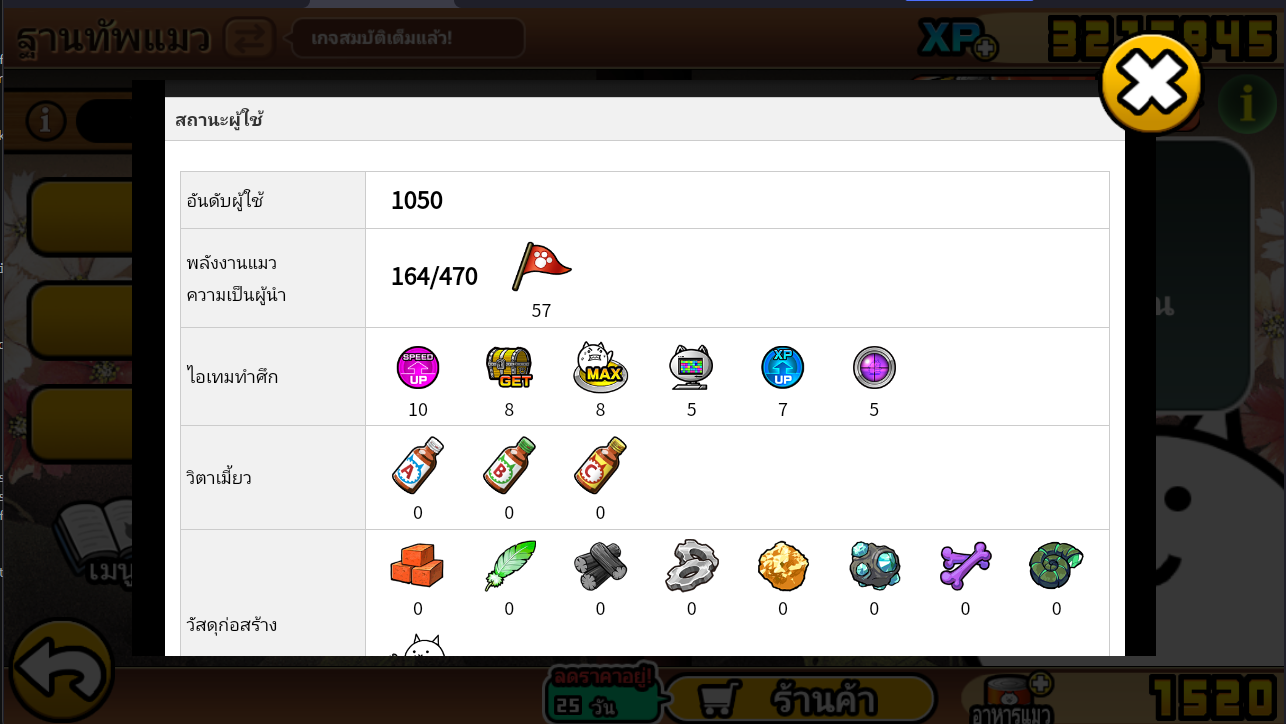 ฐานทัพแมว
เกจสมบัติเต็มแล้ว!
XP
สถานะผู้ใช้
อันดับผู้ใช้
1050
พลังงานแมว
ความเป็นผู้นำ
164/470
57
ไอเทมทำศึก
SPEED UP
GET
MAX
XP UP
10 8 8 5 7 5
วิตาเมี้ยว
A B C
0 0 0
วัสดุก่อสร้าง
0 0 0 0 0 0 0 0
ลดราคาอยู่!
25 วัน
ร้านค้า
อาหารแมว
1520